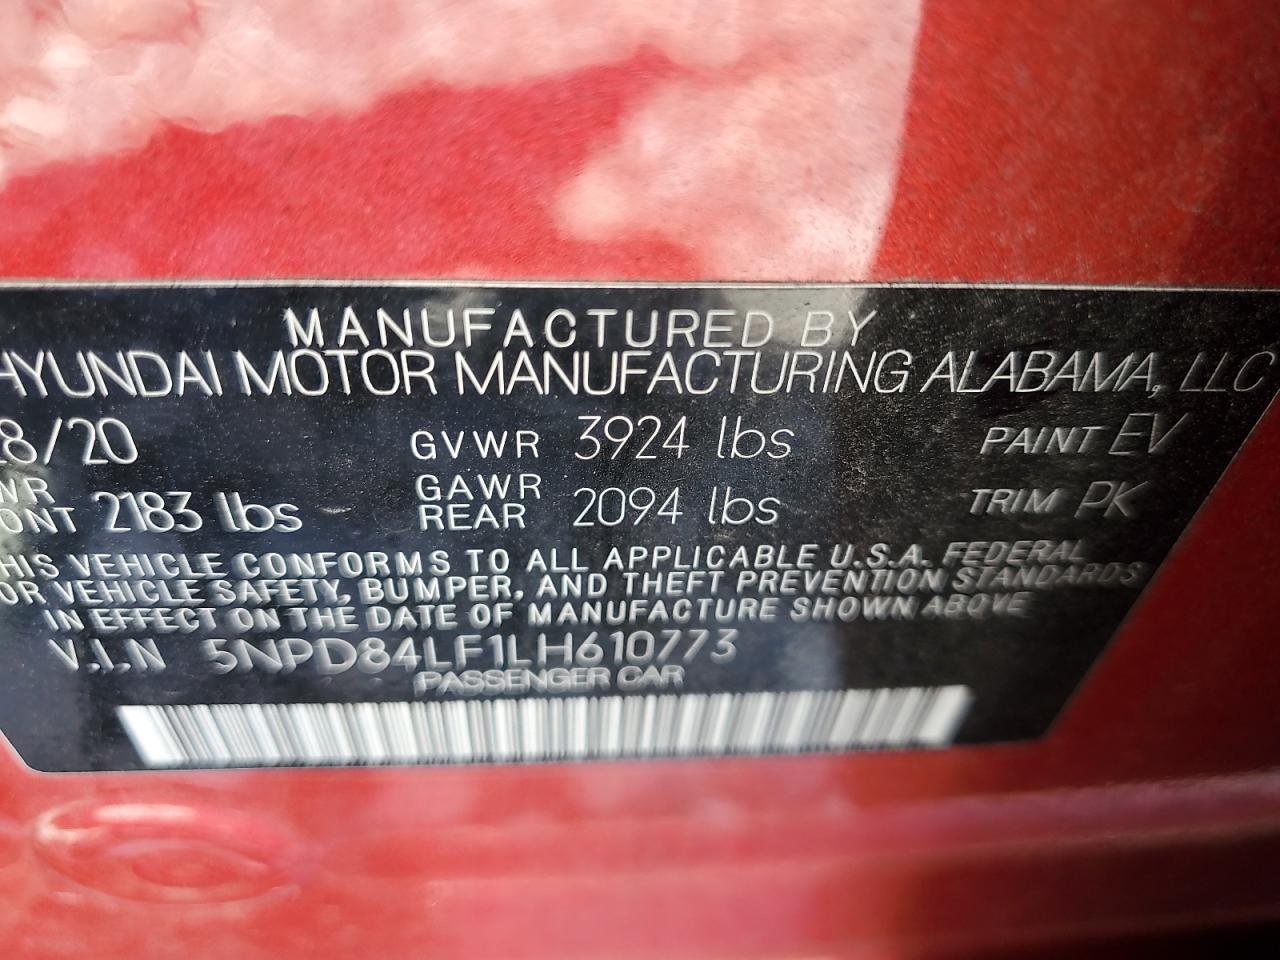 MANUFACTURED BY
HYUNDAI MOTOR MANUFACTURING ALABAMA, LLC
8/20 GVWR 3924 lbs PAINT EV
WR GAWR
ONT 2183 lbs REAR 2094 lbs TRIM PK
HIS VEHICLE CONFORMS TO ALL APPLICABLE U.S.A. FEDERAL
OR VEHICLE SAFETY, BUMPER, AND THEFT PREVENTION STANDARDS
IN EFFECT ON THE DATE OF MANUFACTURE SHOWN ABOVE
V.I.N 5NPD84LF1LH610773
PASSENGER CAR